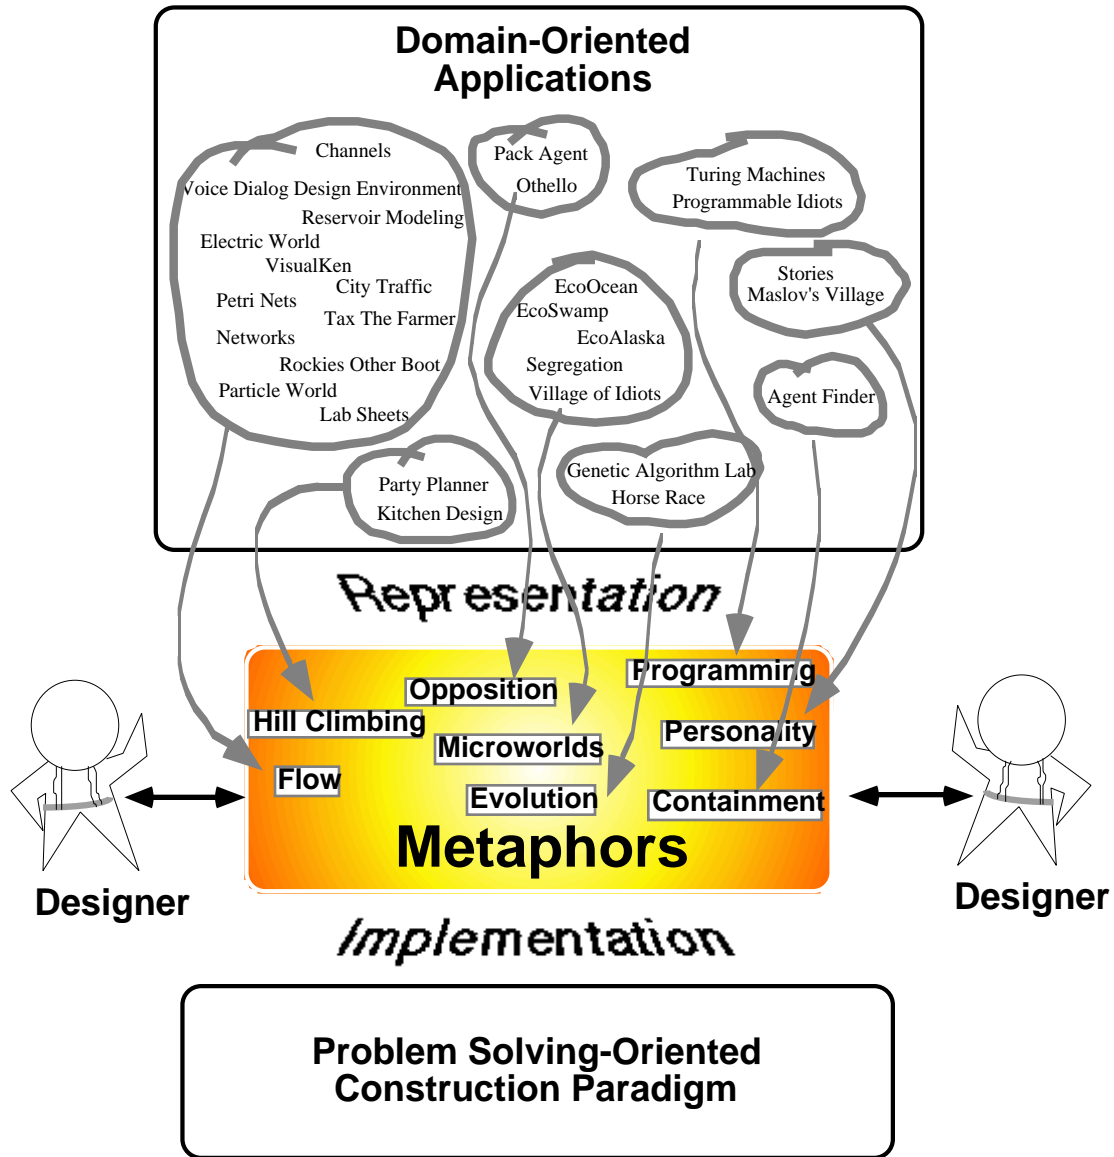 Domain-Oriented
Applications
Channels
Voice Dialog Design Environment
Reservoir Modeling
Electric World
VisualKen
City Traffic
Petri Nets
Tax The Farmer
Networks
Rockies Other Boot
Particle World
Lab Sheets
Pack Agent
Othello
Turing Machines
Programmable Idiots
EcoOcean
EcoSwamp
EcoAlaska
Segregation
Village of Idiots
Stories
Maslov's Village
Agent Finder
Party Planner
Kitchen Design
Genetic Algorithm Lab
Horse Race
Representation
Programming
Opposition
Hill Climbing
Personality
Microworlds
Flow
Evolution
Containment
Metaphors
Designer
Designer
Implementation
Problem Solving-Oriented
Construction Paradigm